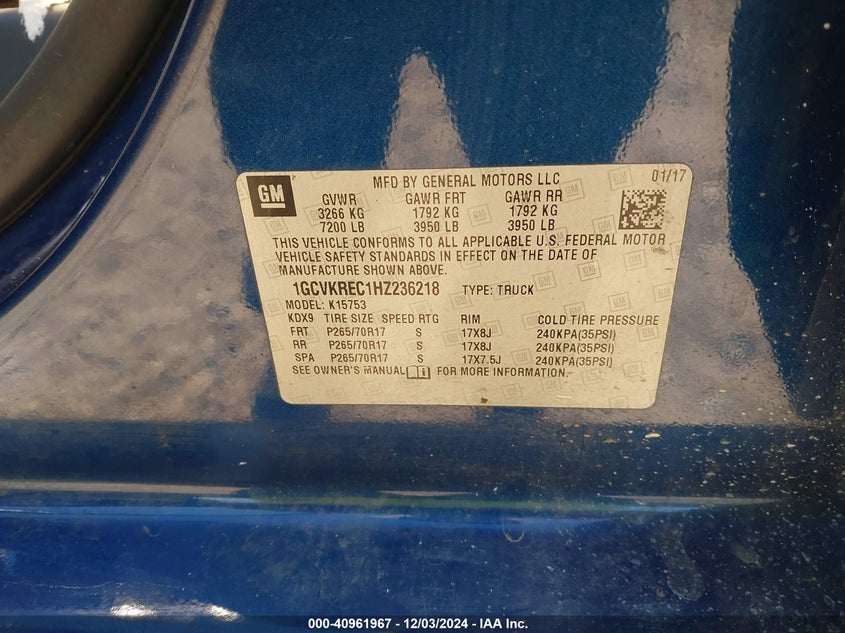 GM
MFD BY GENERAL MOTORS LLC 01/17
GVWR GAWR FRT GAWR RR
3266 KG 1792 KG 1792 KG
7200 LB 3950 LB 3950 LB
THIS VEHICLE CONFORMS TO ALL APPLICABLE U.S. FEDERAL MOTOR
VEHICLE SAFETY STANDARDS IN EFFECT ON THE DATE OF
MANUFACTURE SHOWN ABOVE.
1GCVKREC1HZ236218 TYPE: TRUCK
MODEL: K15753
KDX9 TIRE SIZE SPEED RTG RIM COLD TIRE PRESSURE
FRT P265/70R17 S 17X8J 240KPA(35PSI)
RR P265/70R17 S 17X8J 240KPA(35PSI)
SPA P265/70R17 S 17X7.5J 240KPA(35PSI)
SEE OWNER'S MANUAL FOR MORE INFORMATION.
000-40961967 - 12/03/2024 - IAA Inc.